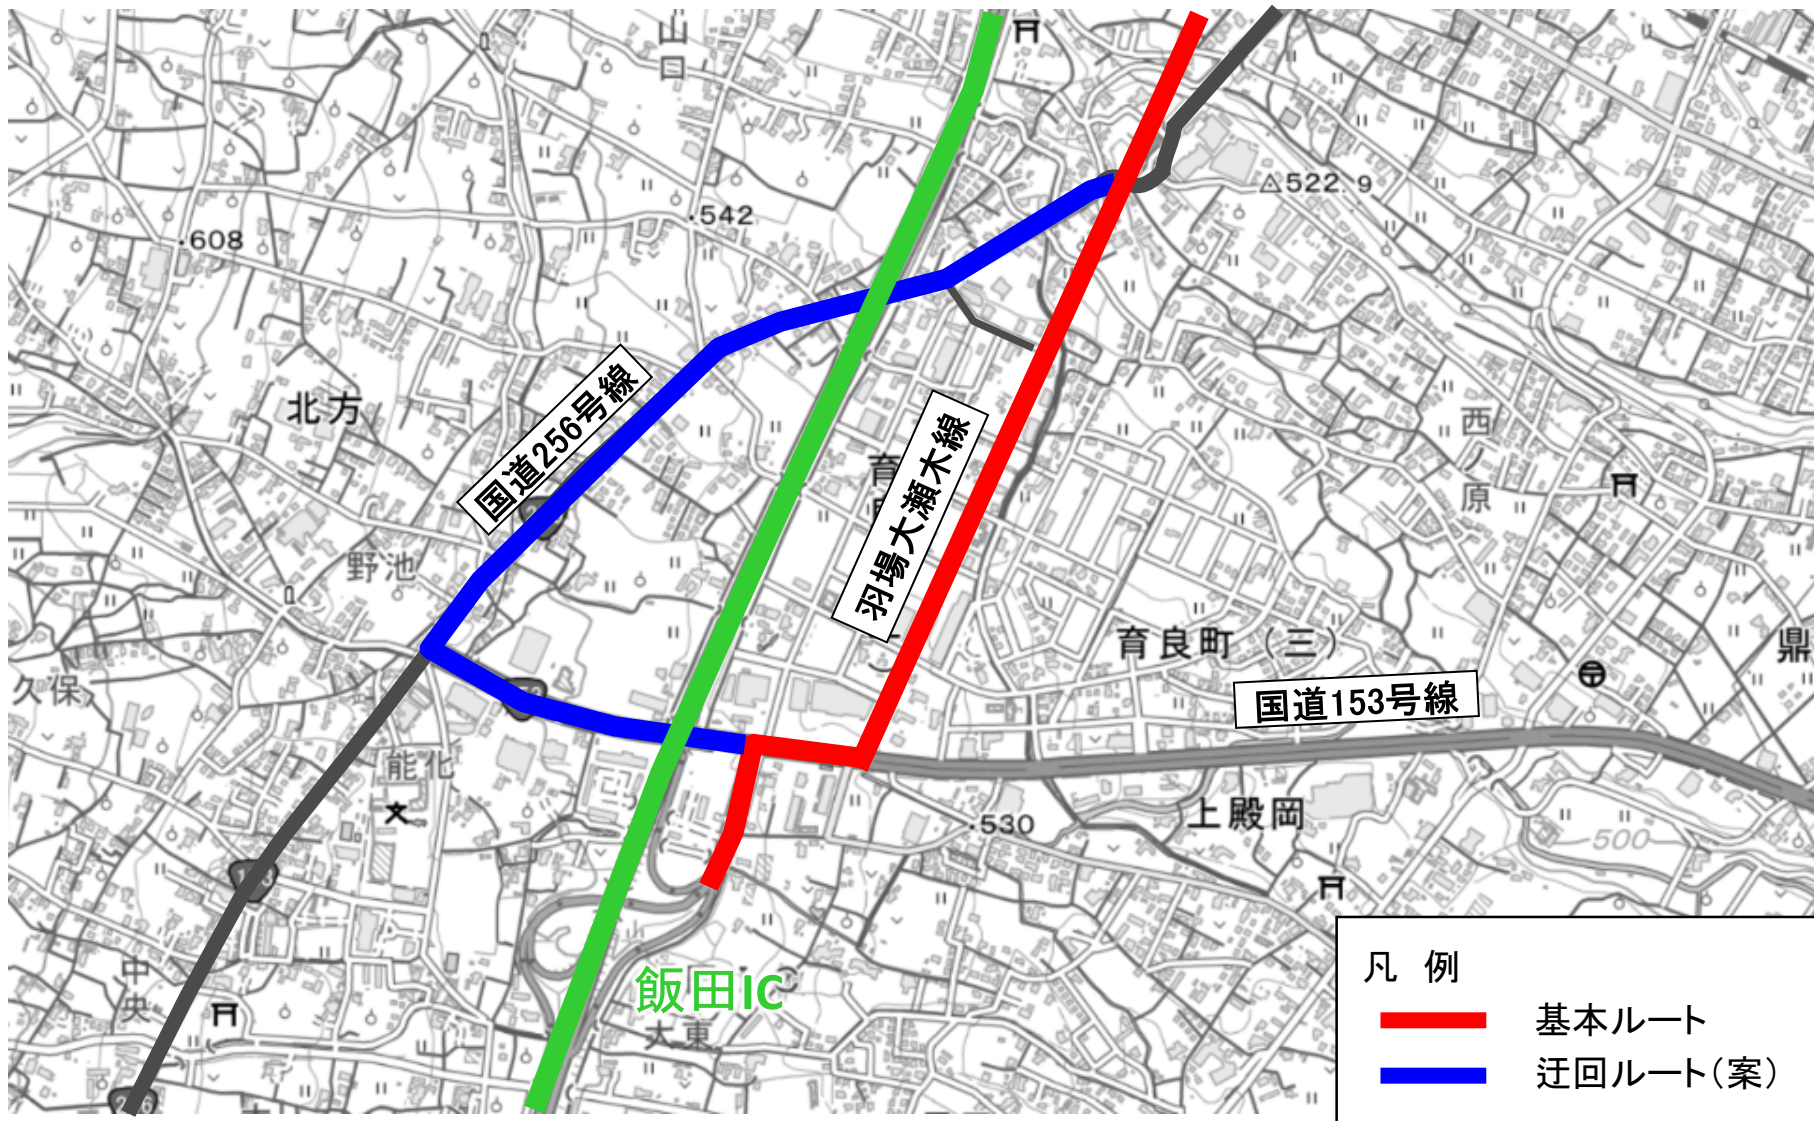 山
口
522.9
542
608
国道256号線
北方
羽場大瀬木線
育
西ノ原
野池
育良町(三)
鼎
久保
国道153号線
能化
上殿岡
530
500
中央
飯田IC
大東
凡 例
基本ルート
迂回ルート(案)